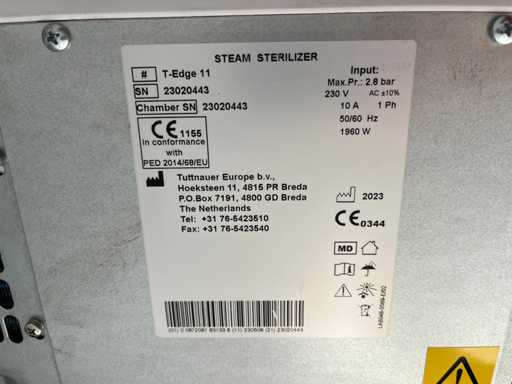 STEAM STERILIZER
# T-Edge 11
SN 23020443
Chamber SN 23020443
Input:
Max.Pr.: 2.8 bar
230 V AC ±10%
10 A 1 Ph
50/60 Hz
1960 W
CE 1155
In conformance
with
PED 2014/68/EU
Tuttnauer Europe b.v.,
Hoeksteen 11, 4815 PR Breda
P.O.Box 7191, 4800 GD Breda
The Netherlands
Tel: +31 76-5423510
Fax: +31 76-5423540
2023
CE 0344
MD